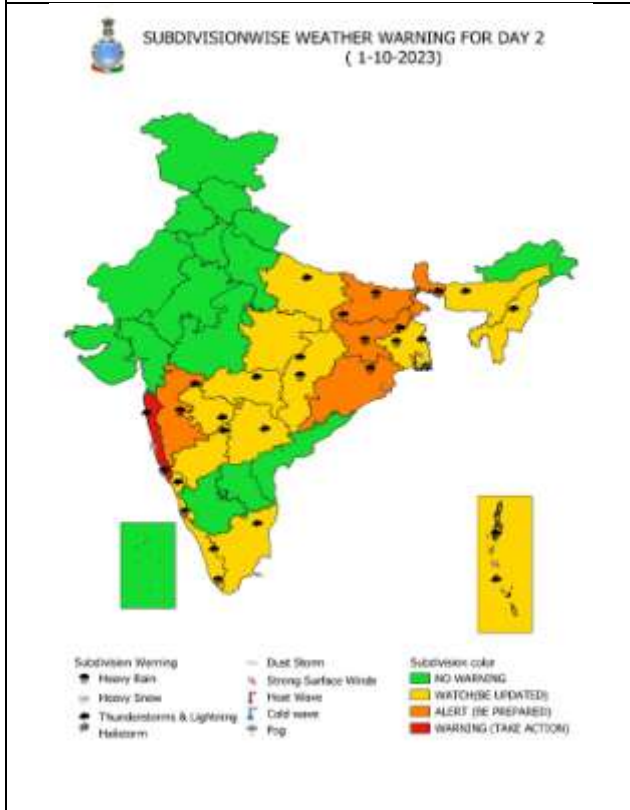 SUBDIVISIONWISE WEATHER WARNING FOR DAY 2
( 1-10-2023)
Subdivision Warning
Heavy Rain
Heavy Snow
Thunderstorms & Lightning
Hailstorm
Dust Storm
Strong Surface Winds
Heat Wave
Cold wave
Fog
Subdivision color
NO WARNING
WATCH(BE UPDATED)
ALERT (BE PREPARED)
WARNING (TAKE ACTION)